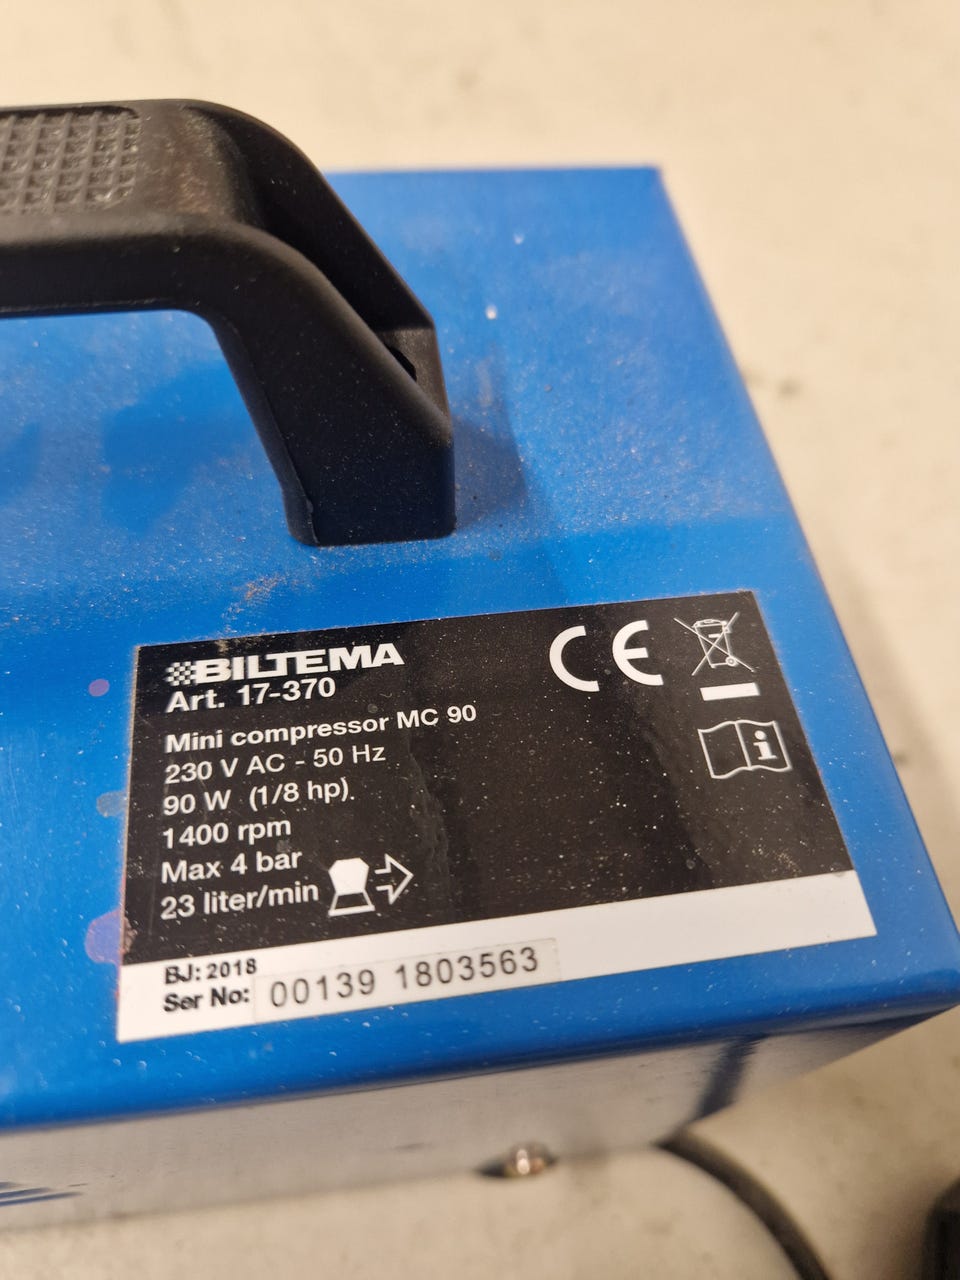 BILTEMA
Art. 17-370
Mini compressor MC 90
230 V AC - 50 Hz
90 W (1/8 hp).
1400 rpm
Max 4 bar
23 liter/min
CE
i
BJ: 2018
Ser No: 00139 1803563